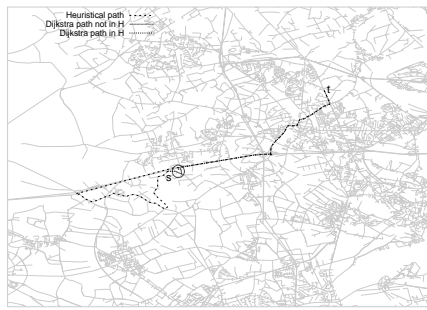 Heuristical path
Dijkstra path not in H
Dijkstra path in H
t
s